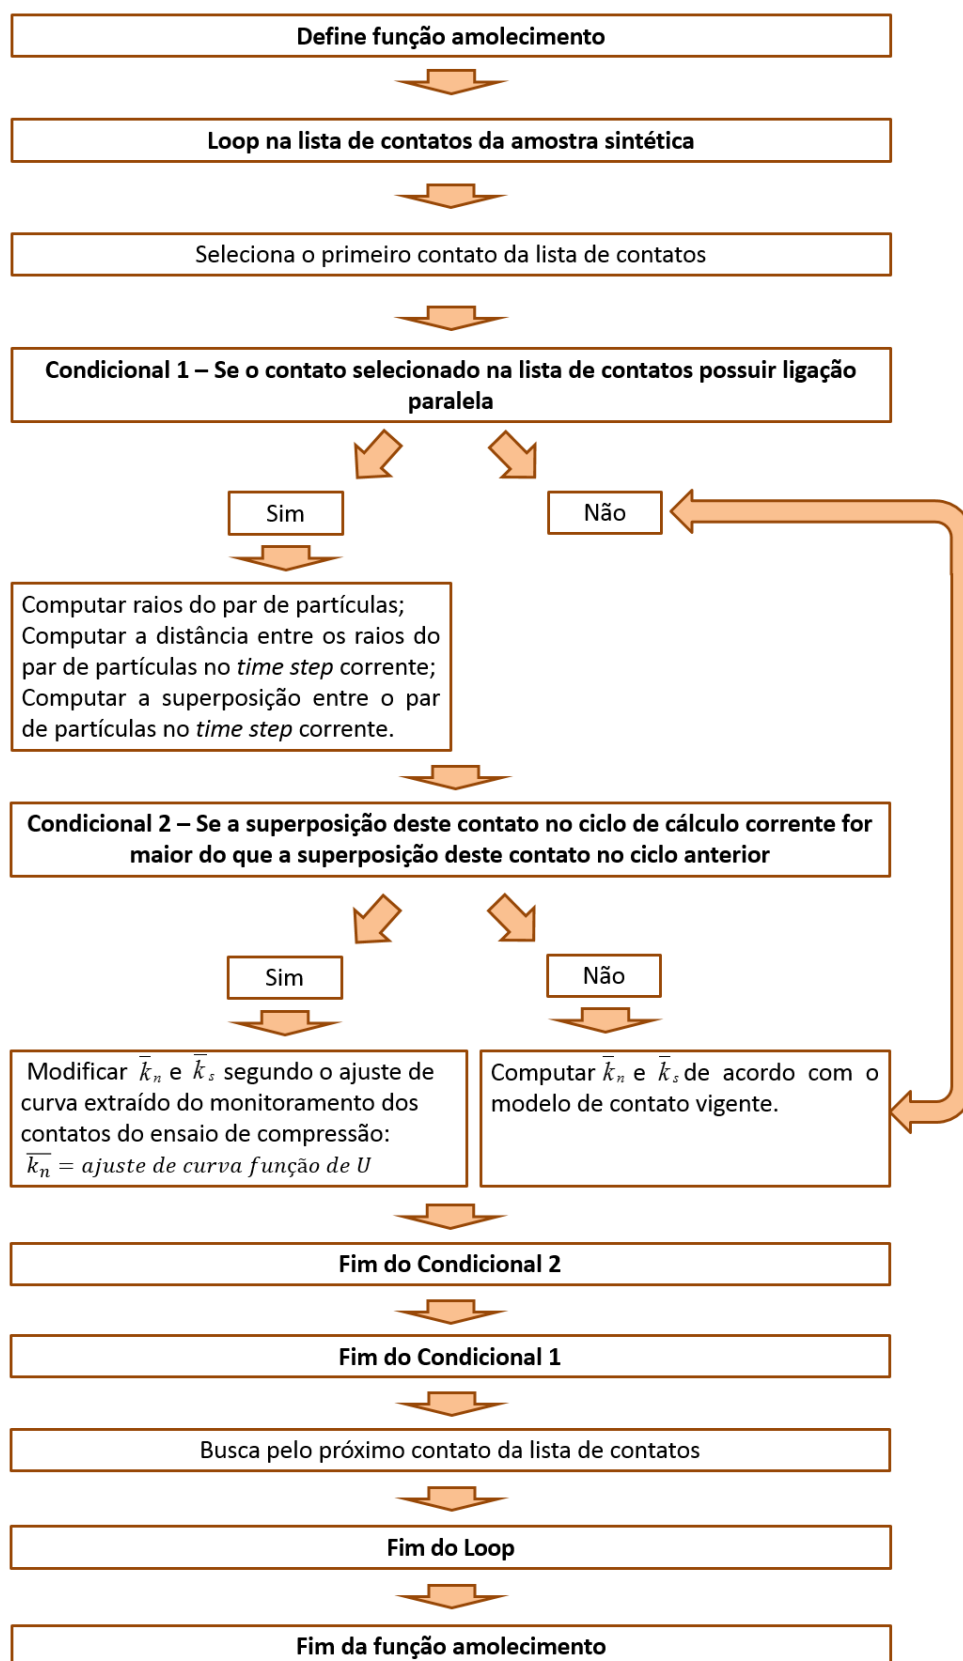 Define função amolecimento
Loop na lista de contatos da amostra sintética
Seleciona o primeiro contato da lista de contatos
Condicional 1 – Se o contato selecionado na lista de contatos possuir ligação
paralela
Sim
Não
Computar raios do par de partículas;
Computar a distância entre os raios do
par de partículas no time step corrente;
Computar a superposição entre o par
de partículas no time step corrente.
Condicional 2 – Se a superposição deste contato no ciclo de cálculo corrente for
maior do que a superposição deste contato no ciclo anterior
Sim
Não
Modificar k̅ₙ e k̅ₛ segundo o ajuste de
curva extraído do monitoramento dos
contatos do ensaio de compressão:
k̅ₙ = ajuste de curva função de U
Computar k̅ₙ e k̅ₛ de acordo com o
modelo de contato vigente.
Fim do Condicional 2
Fim do Condicional 1
Busca pelo próximo contato da lista de contatos
Fim do Loop
Fim da função amolecimento